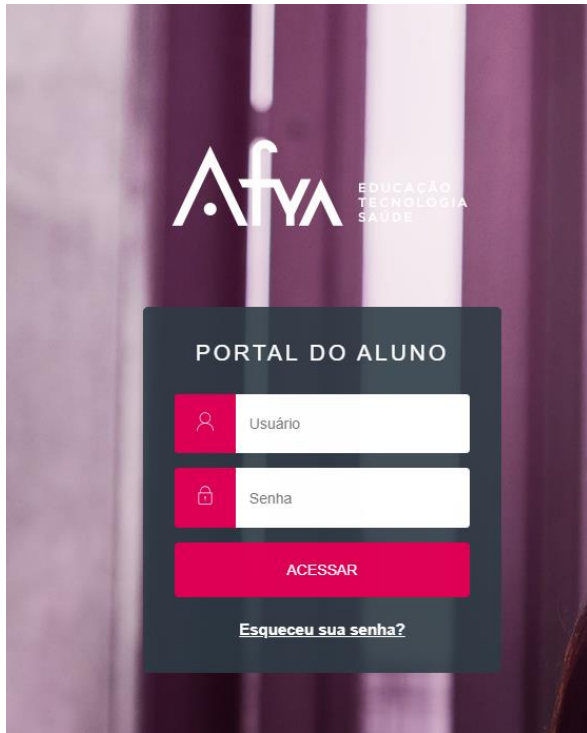 Afya
EDUCAÇÃO
TECNOLOGIA
SAÚDE
PORTAL DO ALUNO
Usuário
Senha
ACESSAR
Esqueceu sua senha?